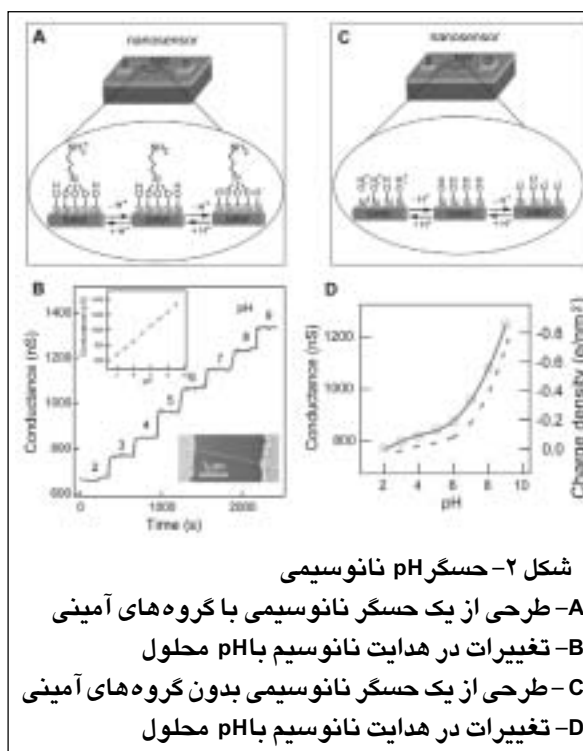 A
nanosensor
C
nanosensor
B
pH
1400
1200
1000
800
600
Conductance (nS)
2
3
4
5
6
7
8
9
0
1000
2000
Time (s)
D
1200
1000
800
Conductance (nS)
-0.8
-0.6
-0.4
-0.2
0.0
2
4
6
8
10
pH
شکل ۲- حسگر pH نانوسیمی
A- طرحی از یک حسگر نانوسیمی با گروه‌های آمینی
B- تغییرات در هدایت نانوسیم با pH محلول
C- طرحی از یک حسگر نانوسیمی بدون گروه‌های آمینی
D- تغییرات در هدایت نانوسیم با pH محلول